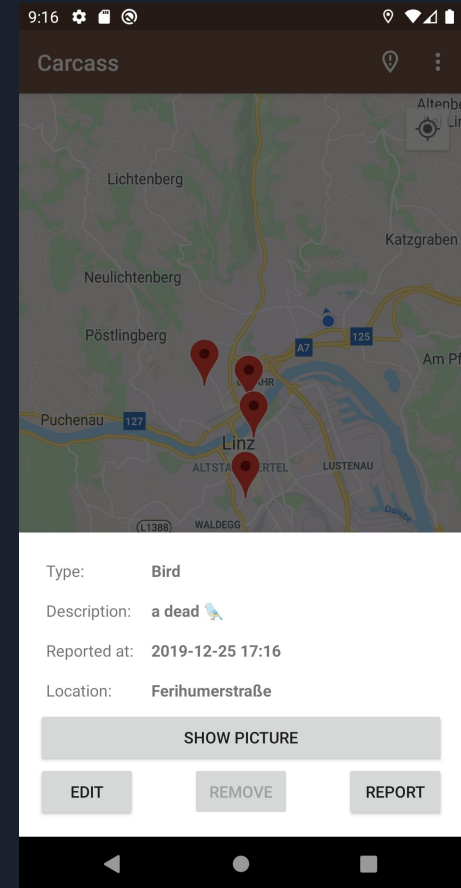 9:16
Carcass
Altenbe
Lichtenberg
Katzgraben
Neulichtenberg
Pöstlingberg
125
A7
Am Pf
Puchenau 127
Linz
LUSTENAU
L1388
WALDEGG
Danube
Type: Bird
Description: a dead 🐦
Reported at: 2019-12-25 17:16
Location: Ferihumerstraße
SHOW PICTURE
EDIT REMOVE REPORT